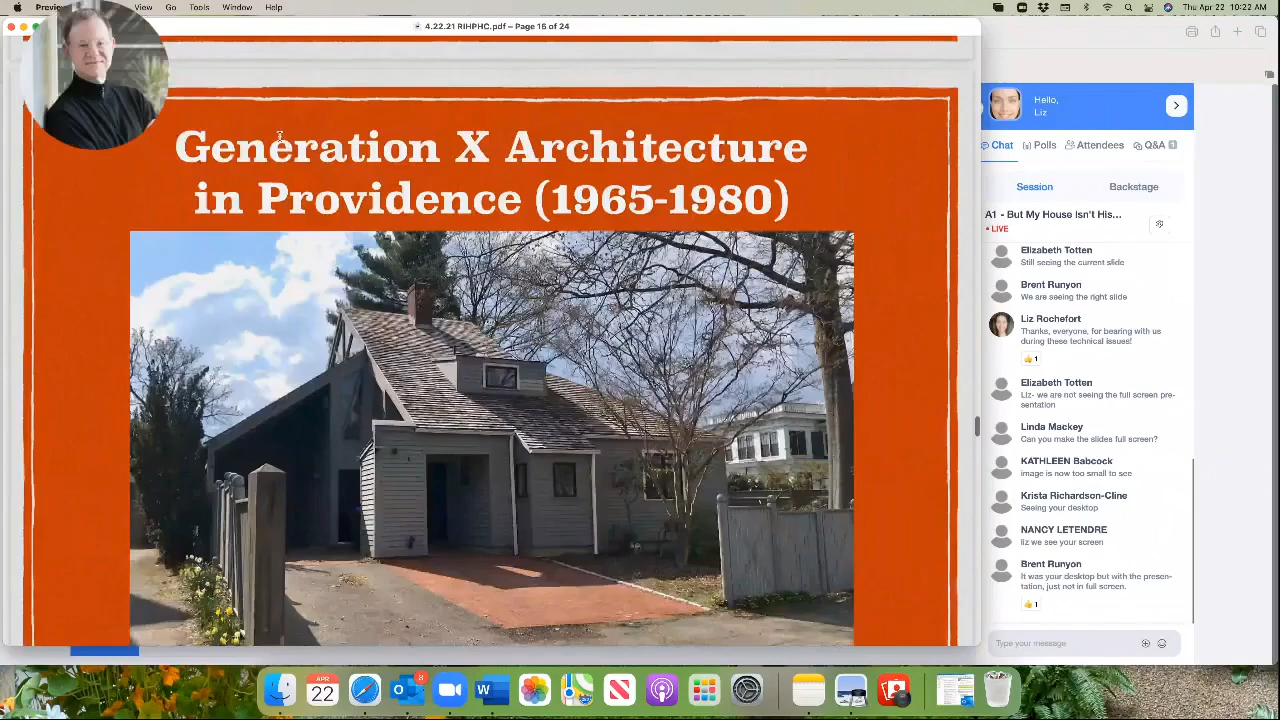 Preview
File
Edit
View
Go
Tools
Window
Help
4.22.21 RIHPHC.pdf – Page 16 of 24
Generation X Architecture
in Providence (1965-1980)
Hello,
Liz
Chat
Polls
Attendees
Q&A 1
Session
Backstage
A1 - But My House Isn't His...
• LIVE
Elizabeth Totten
Still seeing the current slide
Brent Runyon
We are seeing the right slide
Liz Rochefort
Thanks, everyone, for bearing with us
during these technical issues!
1
Elizabeth Totten
Liz- we are not seeing the full screen pre-
sentation
Linda Mackey
Can you make the slides full screen?
KATHLEEN Babcock
image is now too small to see
Krista Richardson-Cline
Seeing your desktop
NANCY LETENDRE
liz we see your screen
Brent Runyon
It was your desktop but with the presen-
tation, just not in full screen.
1
Type your message
APR
22
8